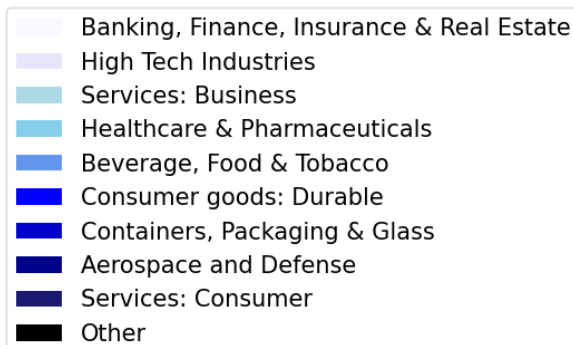 Banking, Finance, Insurance & Real Estate
High Tech Industries
Services: Business
Healthcare & Pharmaceuticals
Beverage, Food & Tobacco
Consumer goods: Durable
Containers, Packaging & Glass
Aerospace and Defense
Services: Consumer
Other